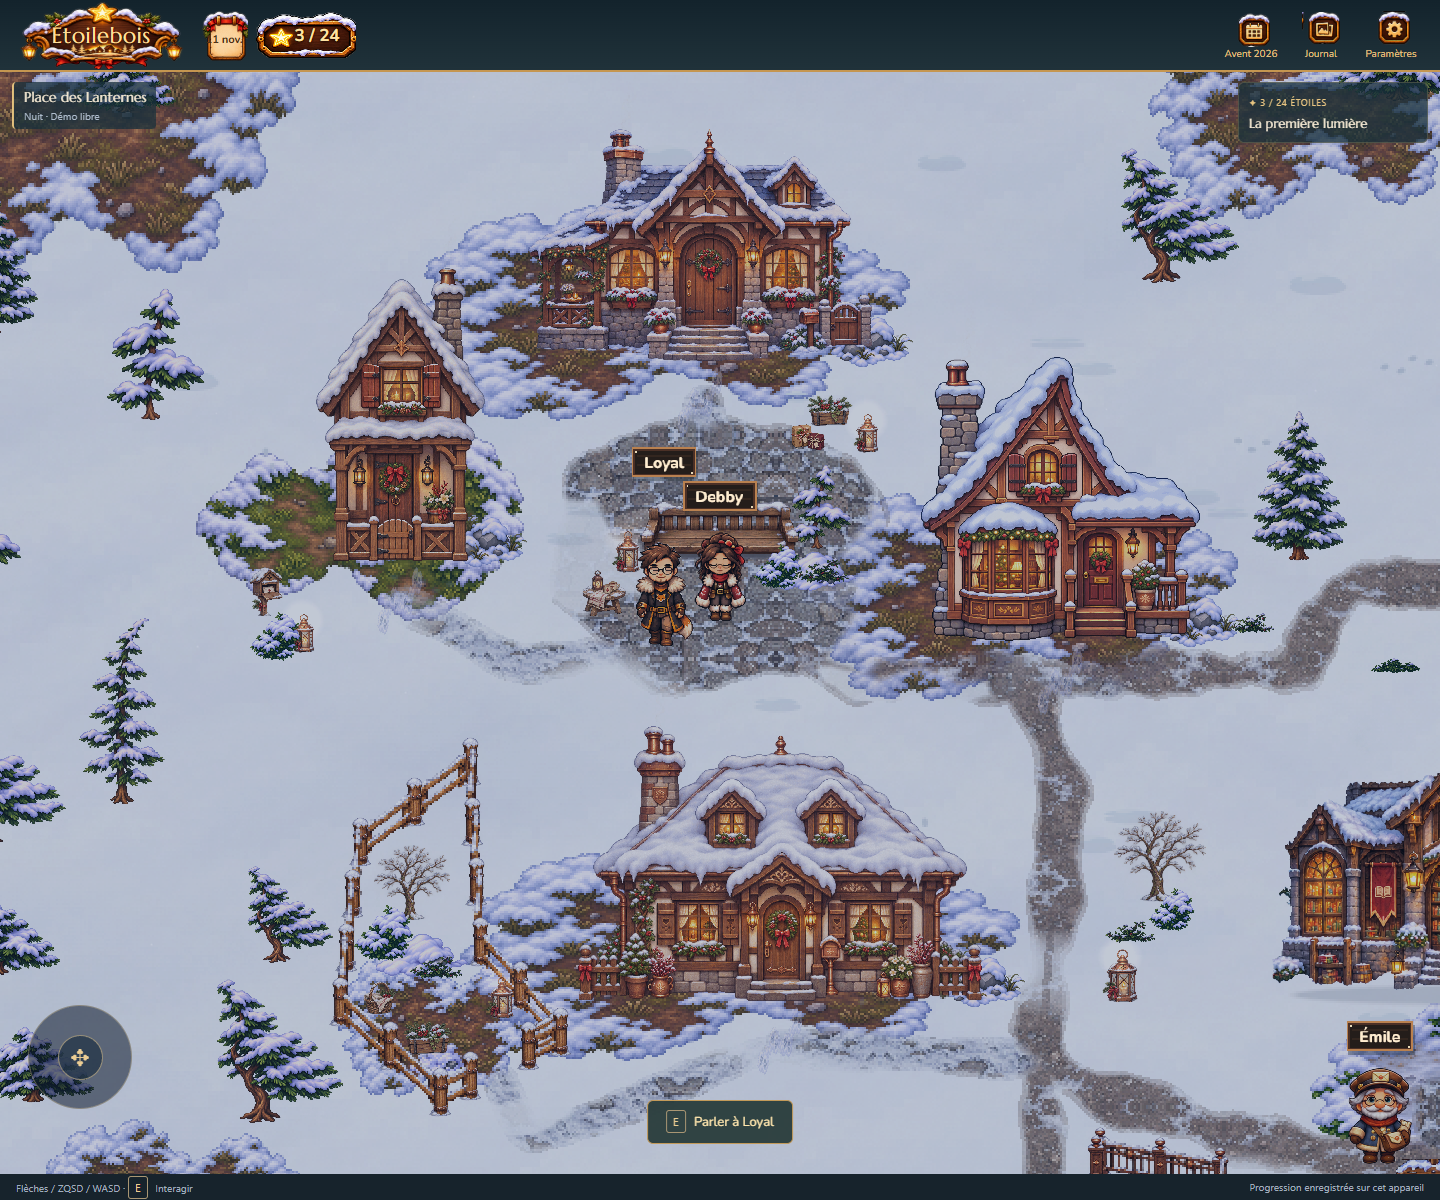 Etoilebois
1 nov.
3 / 24
Avent 2026
Journal
Paramètres
Place des Lanternes
Nuit · Démo libre
✦ 3 / 24 ÉTOILES
La première lumière
Loyal
Debby
Émile
E Parler à Loyal
Flèches / ZQSD / WASD · E Interagir
Progression enregistrée sur cet appareil